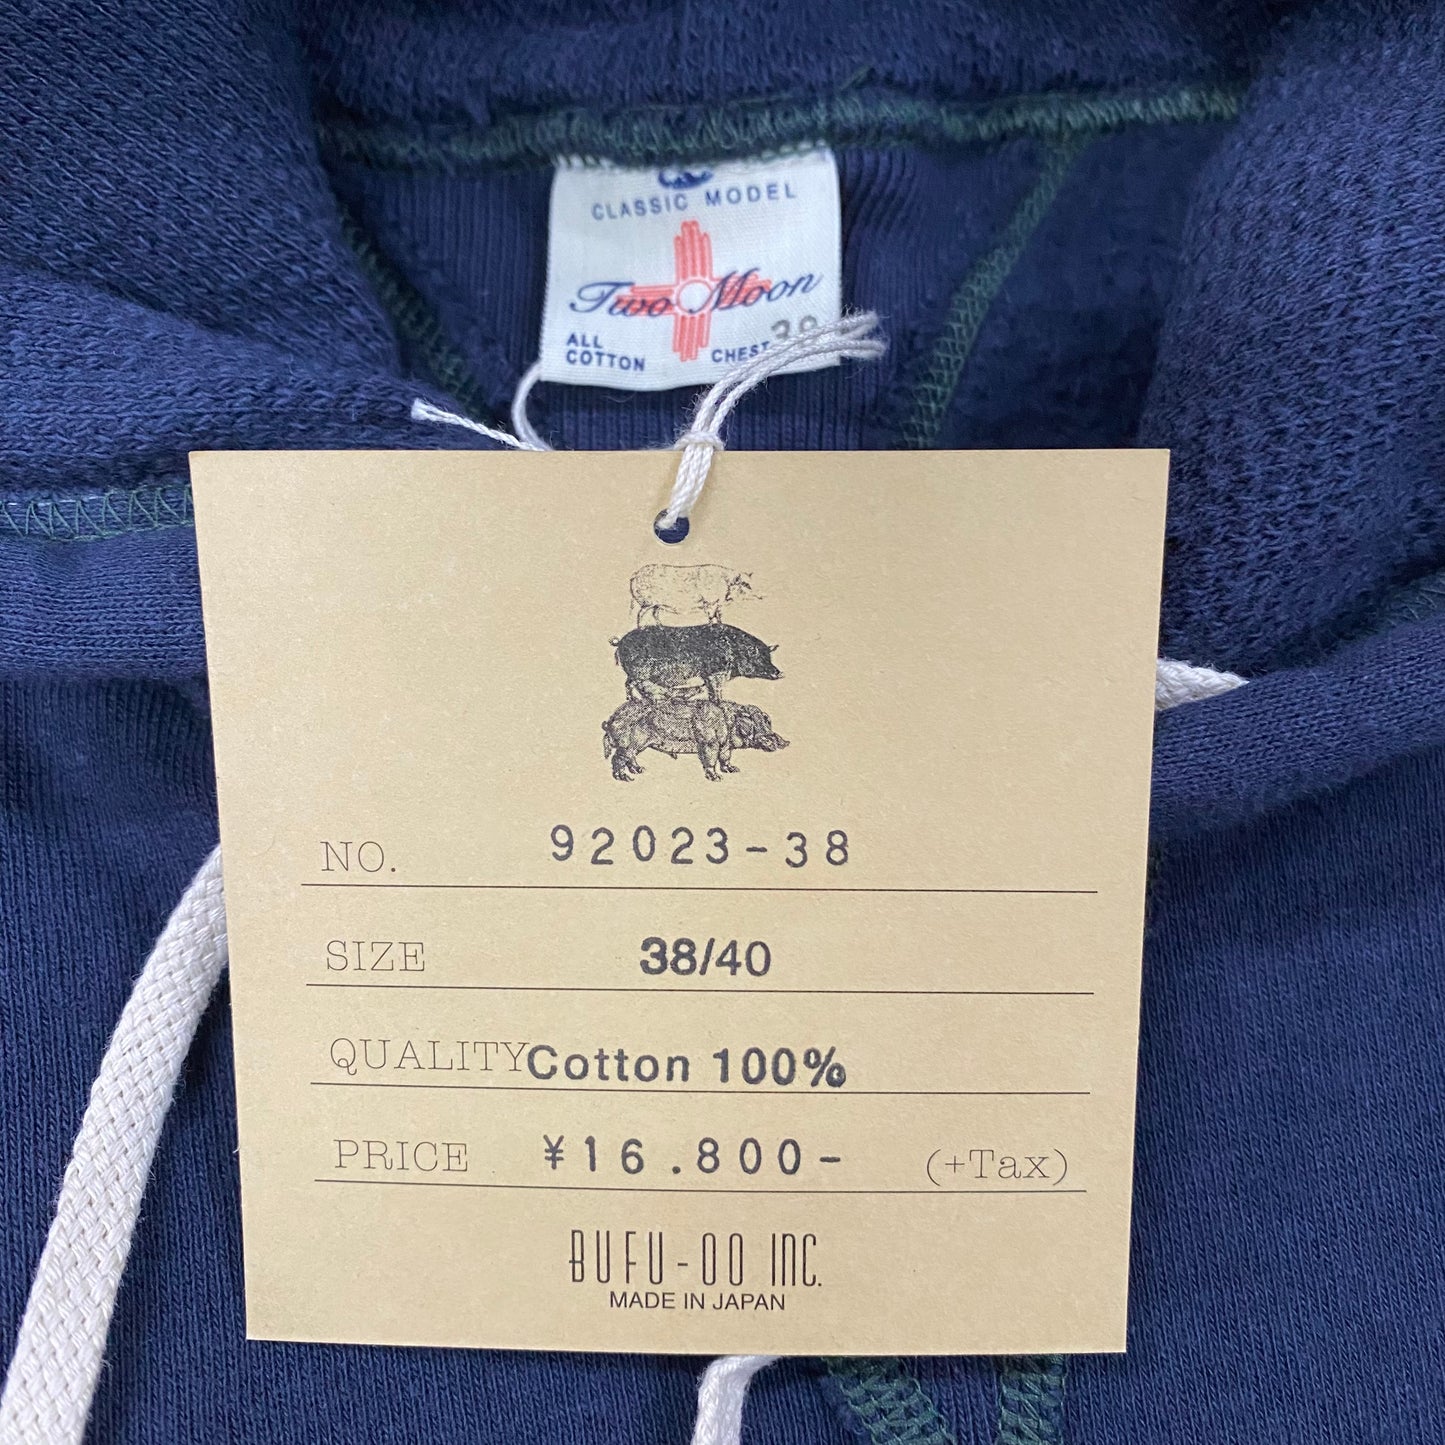 CLASSIC MODEL
Two Moon
ALL
COTTON
CHEST
NO. 92023-38
SIZE 38/40
QUALITY Cotton 100%
PRICE ¥16.800- (+Tax)
BUFU-OO INC.
MADE IN JAPAN